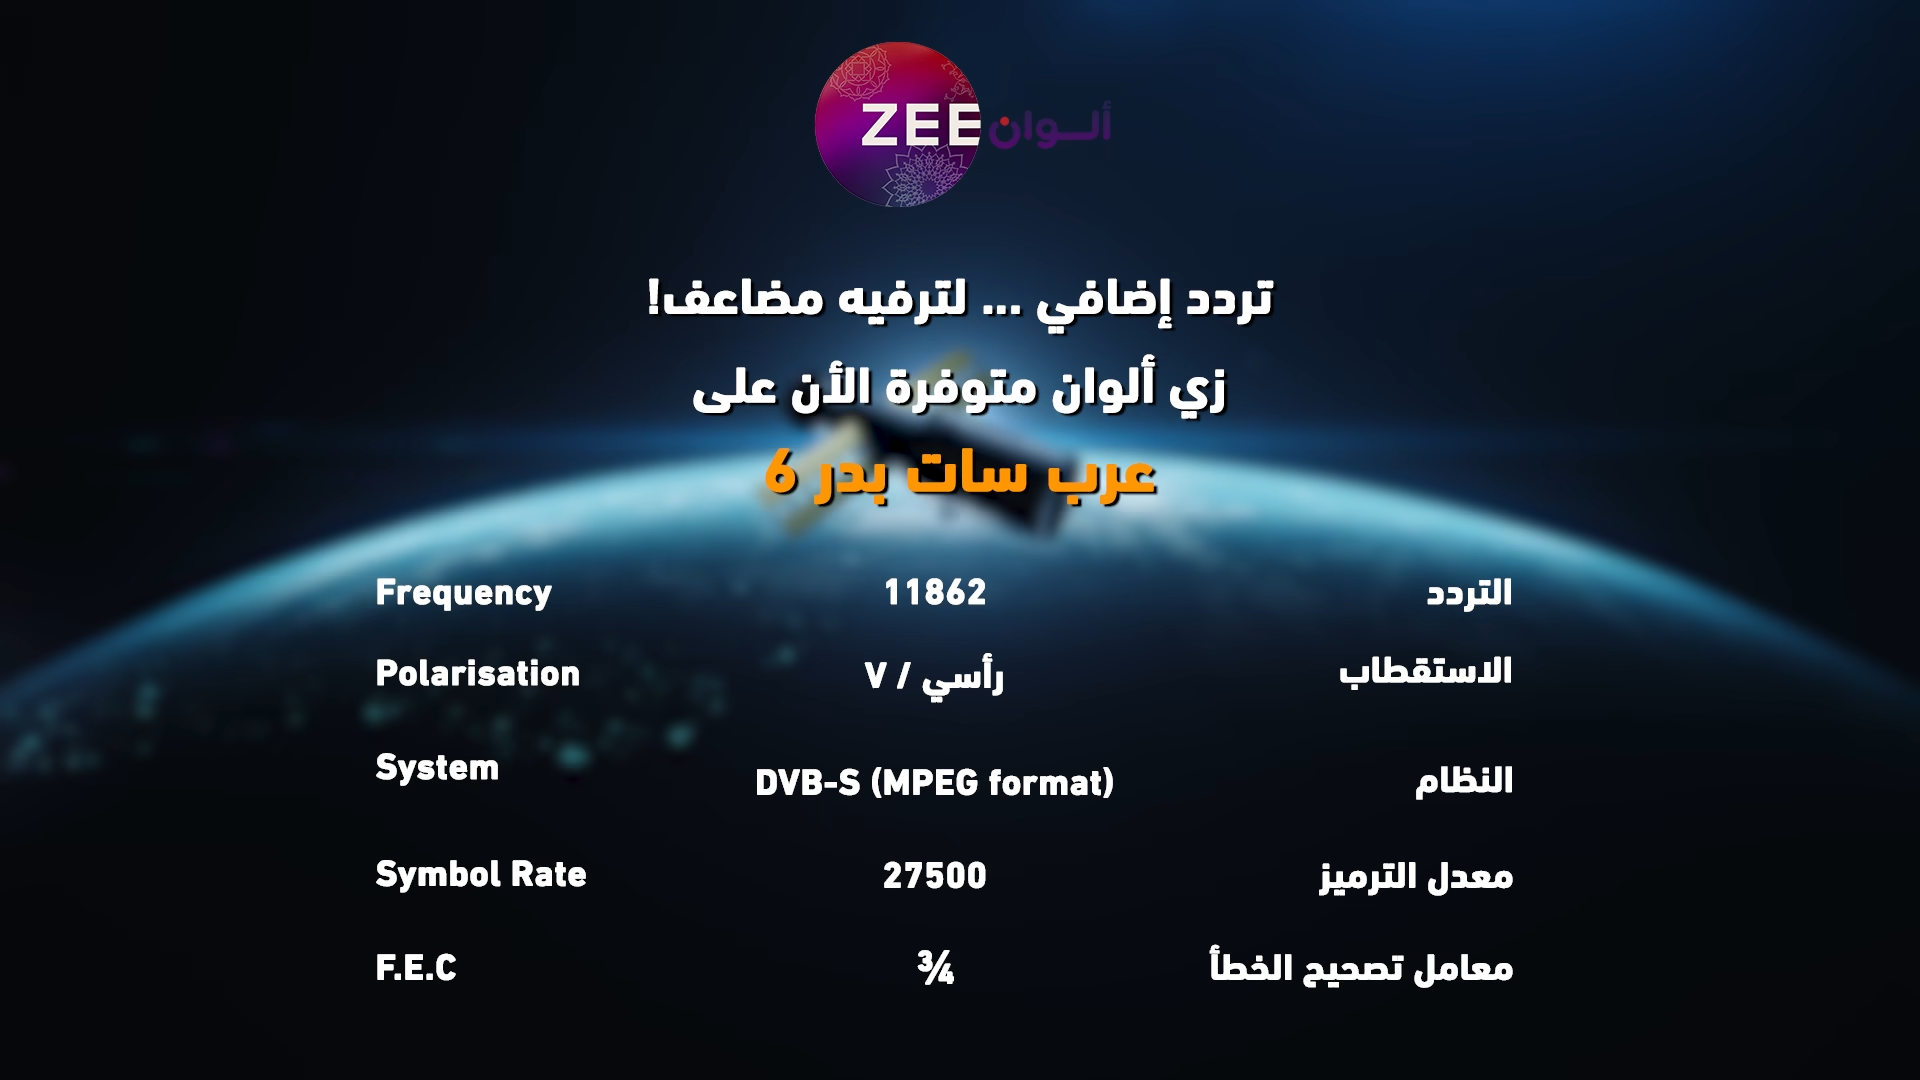 ZEE ألوان
تردد إضافي ... لترفيه مضاعف!
زي ألوان متوفرة الأن على
عرب سات بدر 6
Frequency 11862 التردد
Polarisation رأسي / V الاستقطاب
System DVB-S (MPEG format) النظام
Symbol Rate 27500 معدل الترميز
F.E.C ¾ معامل تصحيح الخطأ